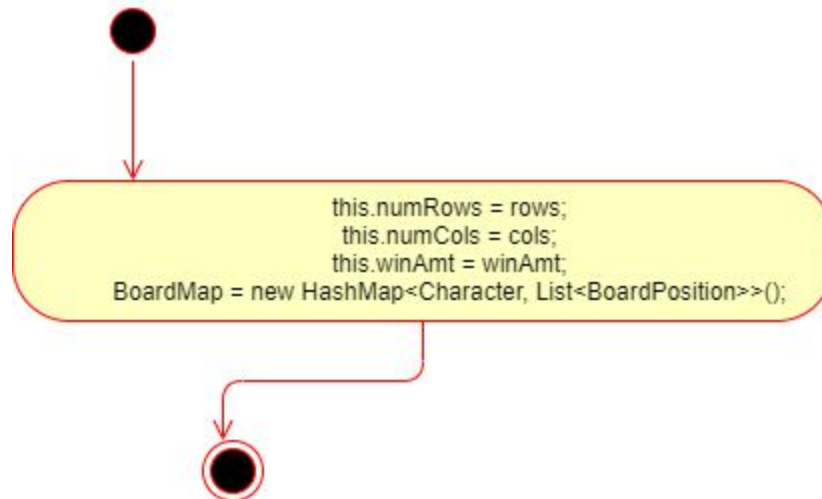 this.numRows = rows;
this.numCols = cols;
this.winAmt = winAmt;
BoardMap = new HashMap<Character, List<BoardPosition>>();